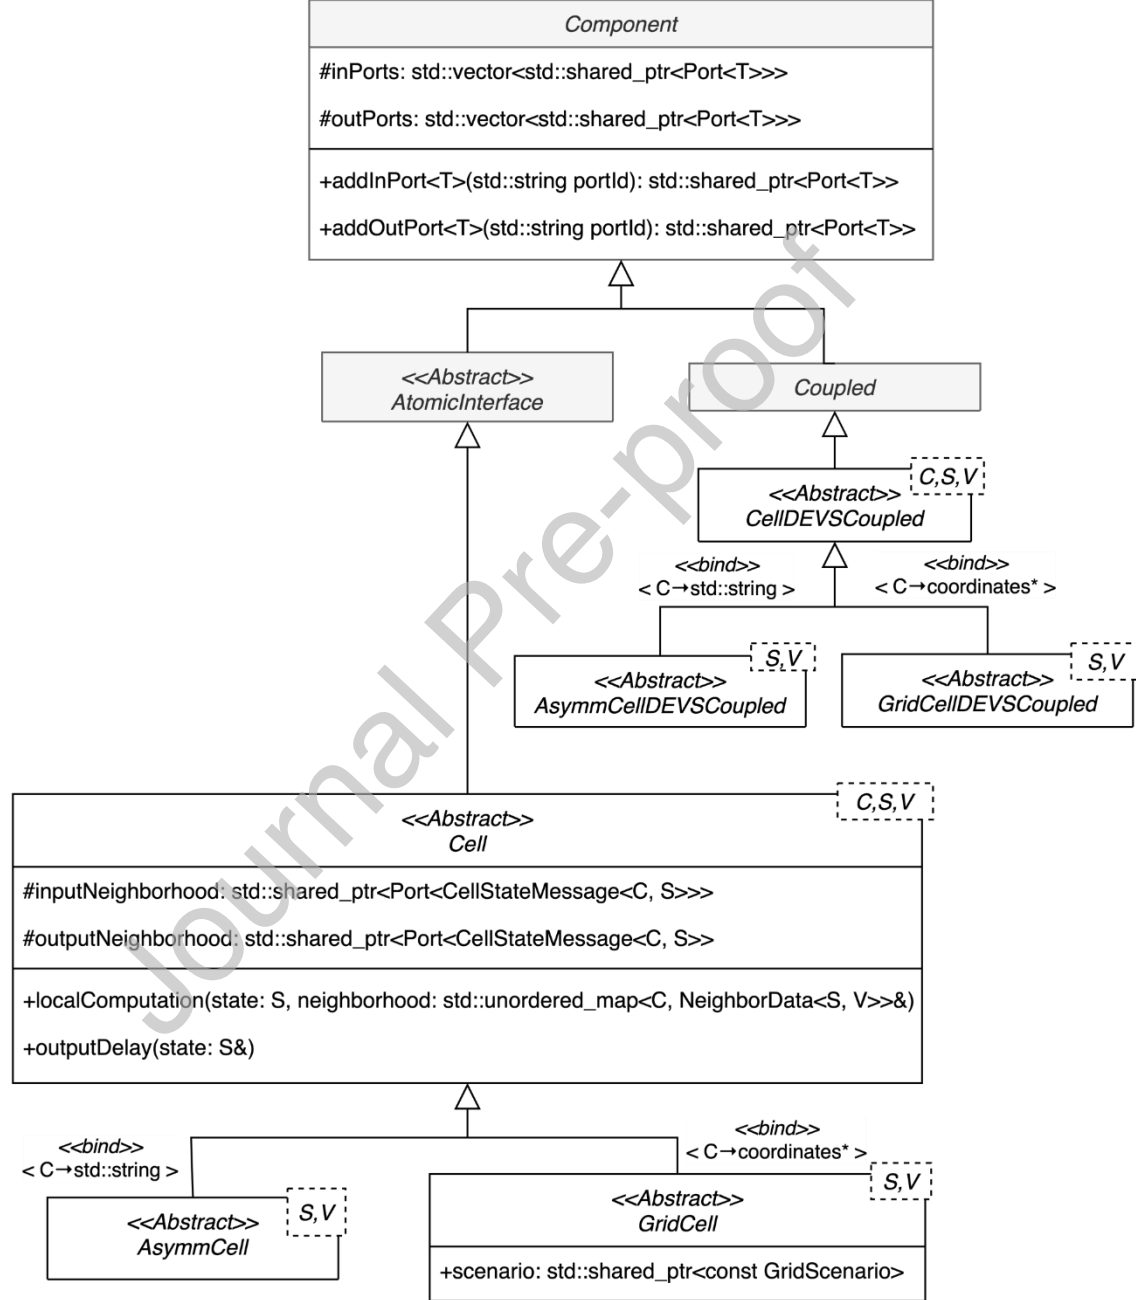 Component
#inPorts: std::vector<std::shared_ptr<Port<T>>>
#outPorts: std::vector<std::shared_ptr<Port<T>>>
+addInPort<T>(std::string portId): std::shared_ptr<Port<T>>
+addOutPort<T>(std::string portId): std::shared_ptr<Port<T>>
<<Abstract>>
AtomicInterface
Coupled
C,S,V
<<Abstract>>
CellDEVSCoupled
<<bind>>
< C→std::string >
<<bind>>
< C→coordinates* >
S,V
<<Abstract>>
AsymmCellDEVSCoupled
S,V
<<Abstract>>
GridCellDEVSCoupled
C,S,V
<<Abstract>>
Cell
#inputNeighborhood: std::shared_ptr<Port<CellStateMessage<C, S>>>
#outputNeighborhood: std::shared_ptr<Port<CellStateMessage<C, S>>
+localComputation(state: S, neighborhood: std::unordered_map<C, NeighborData<S, V>>&)
+outputDelay(state: S&)
<<bind>>
< C→std::string >
<<bind>>
< C→coordinates* >
S,V
<<Abstract>>
AsymmCell
S,V
<<Abstract>>
GridCell
+scenario: std::shared_ptr<const GridScenario>
Journal Pre-proof